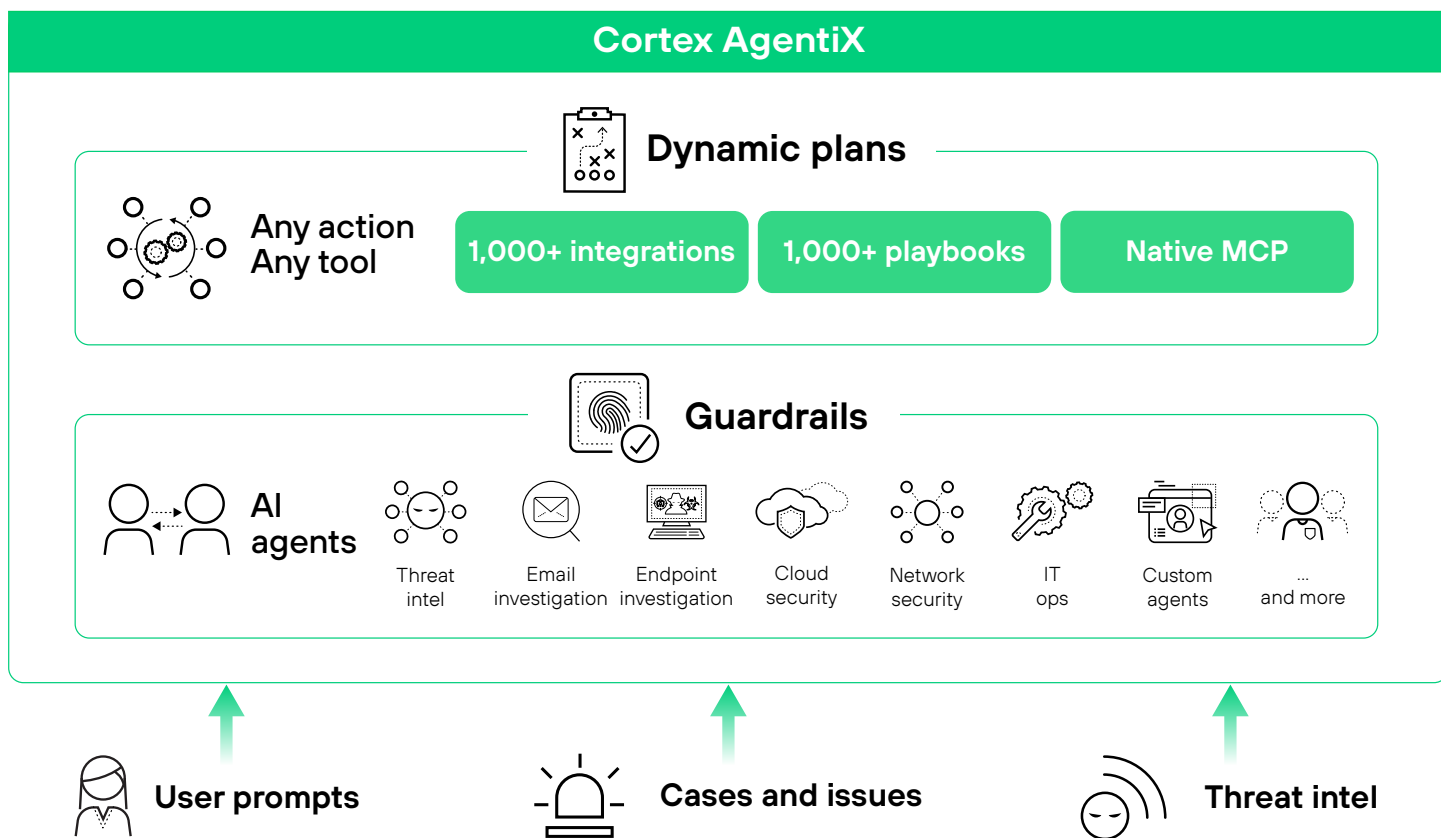 Cortex AgentiX
Dynamic plans
Any action
Any tool
1,000+ integrations
1,000+ playbooks
Native MCP
Guardrails
AI
agents
Threat
intel
Email
investigation
Endpoint
investigation
Cloud
security
Network
security
IT
ops
Custom
agents
...
and more
User prompts
Cases and issues
Threat intel